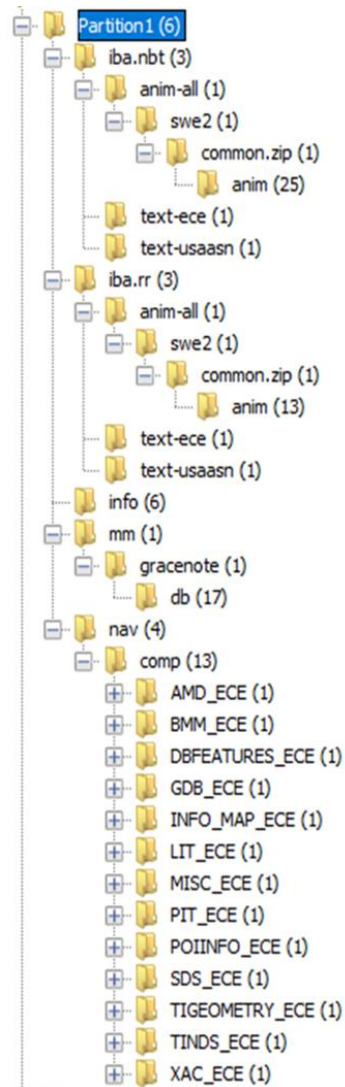 Partition1 (6)
iba.nbt (3)
anim-all (1)
swe2 (1)
common.zip (1)
anim (25)
text-ece (1)
text-usaasn (1)
iba.rr (3)
anim-all (1)
swe2 (1)
common.zip (1)
anim (13)
text-ece (1)
text-usaasn (1)
info (6)
mm (1)
gracenote (1)
db (17)
nav (4)
comp (13)
AMD_ECE (1)
BMM_ECE (1)
DBFEATURES_ECE (1)
GDB_ECE (1)
INFO_MAP_ECE (1)
LIT_ECE (1)
MISC_ECE (1)
PIT_ECE (1)
POIINFO_ECE (1)
SDS_ECE (1)
TIGEOMETRY_ECE (1)
TINDS_ECE (1)
XAC_ECE (1)